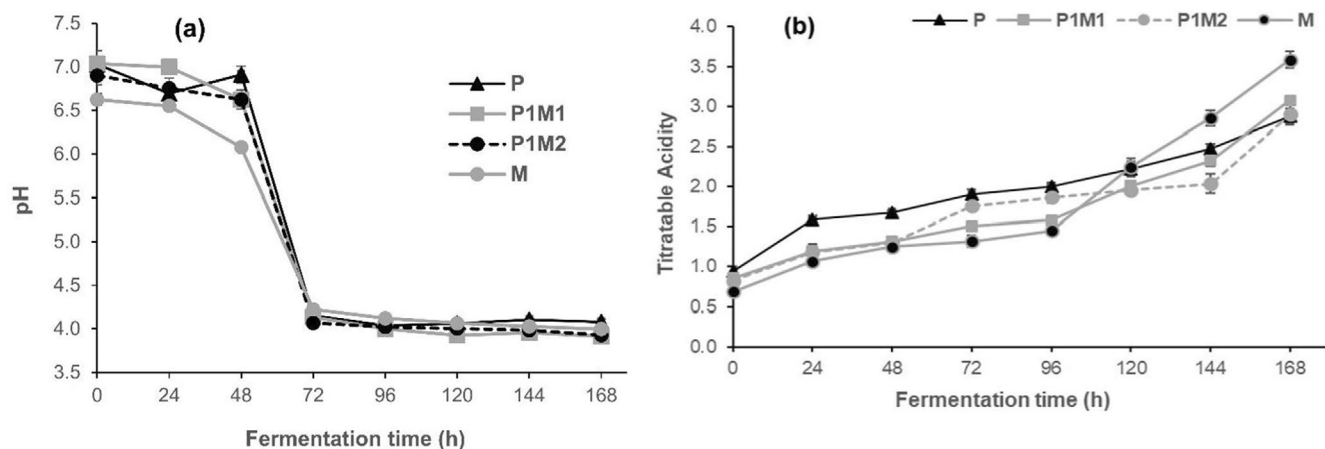 (a)
7.5
7.0
6.5
6.0
5.5
5.0
4.5
4.0
3.5
pH
0 24 48 72 96 120 144 168
Fermentation time (h)
P
P1M1
P1M2
M
(b)
P P1M1 P1M2 M
4.0
3.5
3.0
2.5
2.0
1.5
1.0
0.5
0.0
Titratable Acidity
0 24 48 72 96 120 144 168
Fermentation time (h)